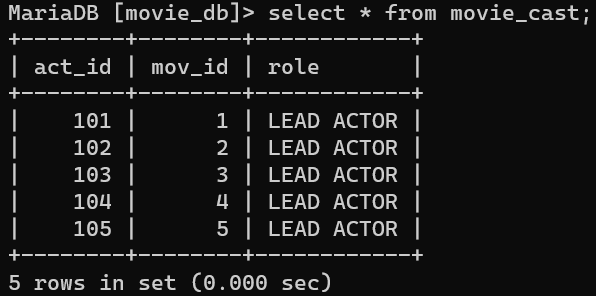 MariaDB [movie_db]> select * from movie_cast;
+--------+--------+------------+
| act_id | mov_id | role       |
+--------+--------+------------+
|    101 |      1 | LEAD ACTOR |
|    102 |      2 | LEAD ACTOR |
|    103 |      3 | LEAD ACTOR |
|    104 |      4 | LEAD ACTOR |
|    105 |      5 | LEAD ACTOR |
+--------+--------+------------+
5 rows in set (0.000 sec)